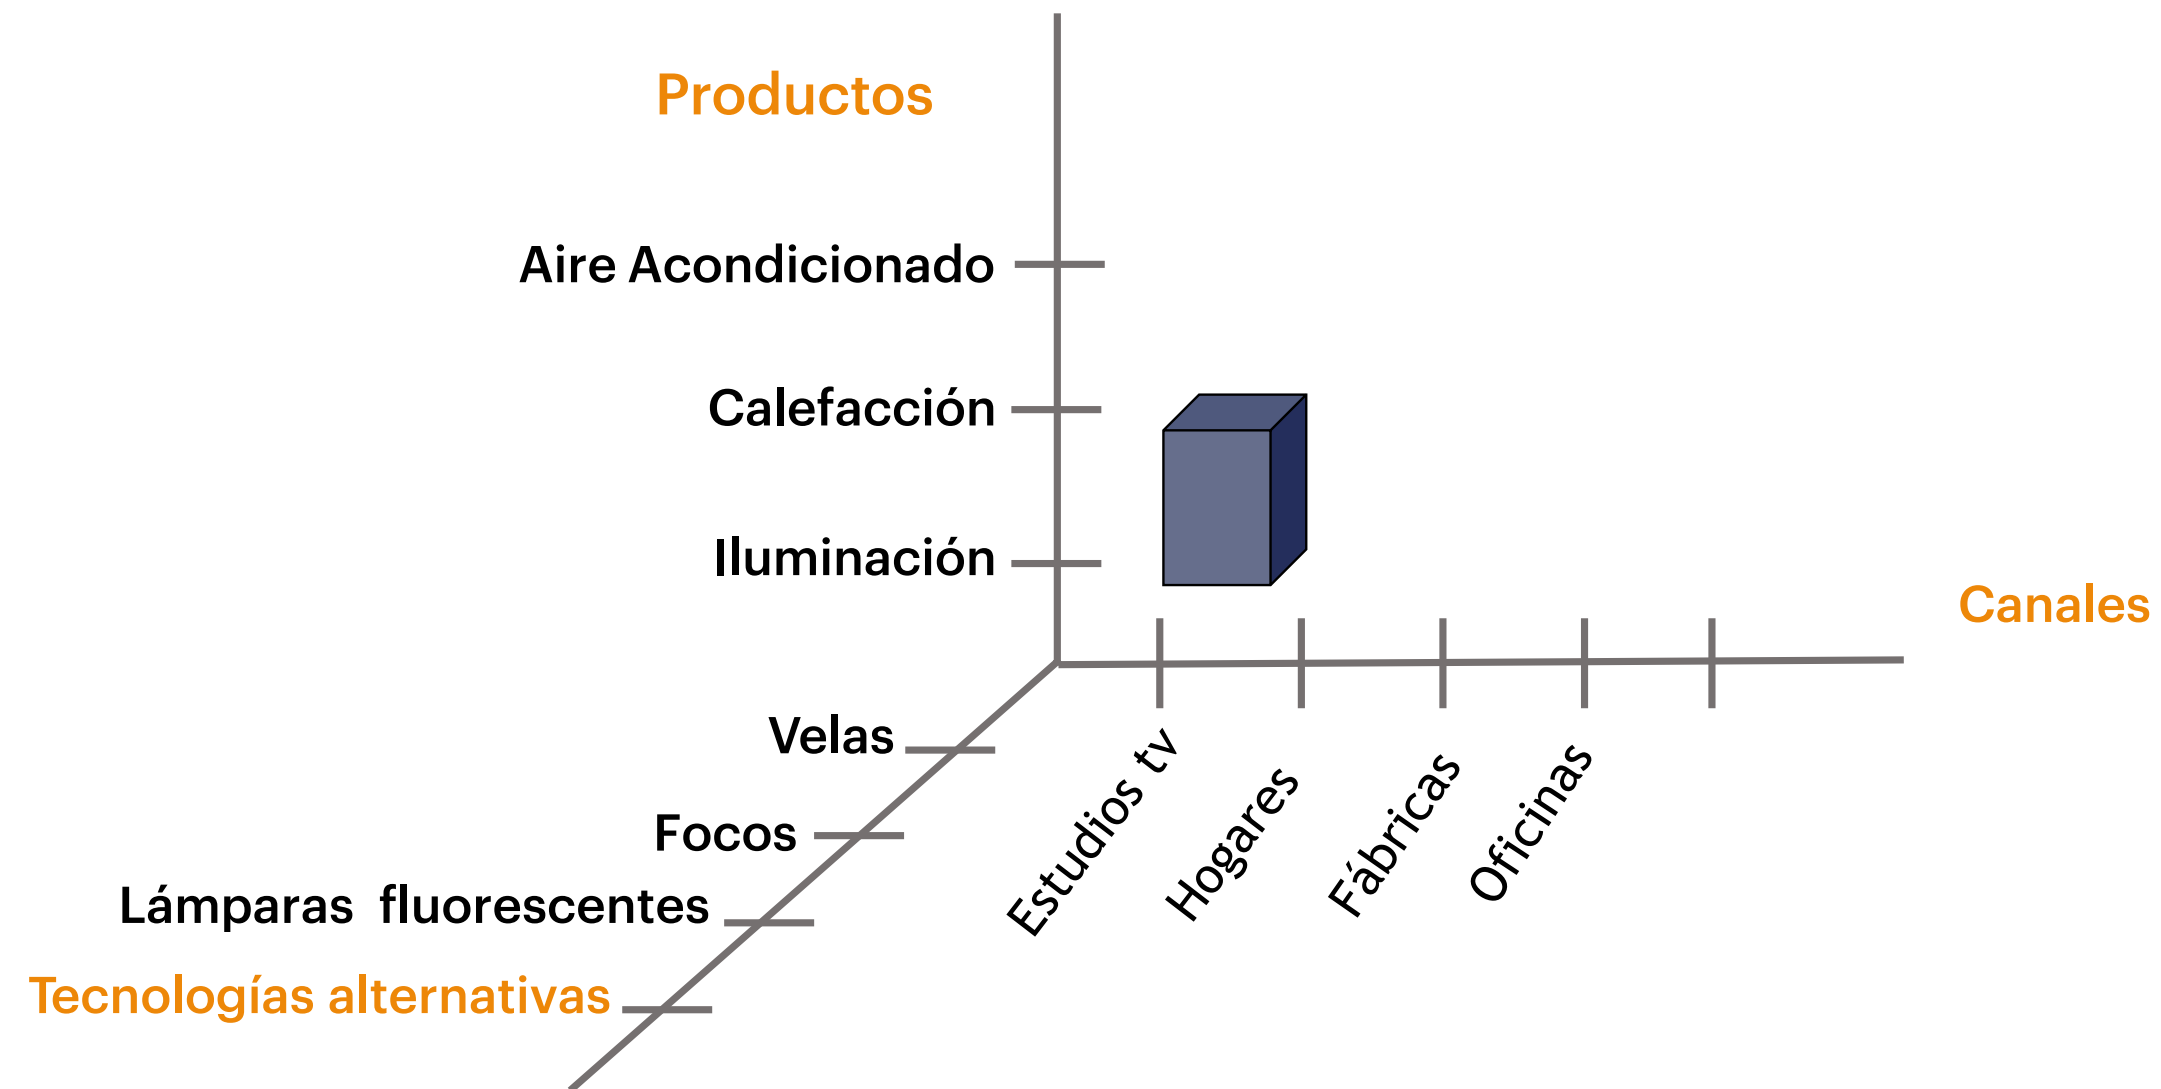 Productos
Aire Acondicionado
Calefacción
Iluminación
Canales
Velas
Focos
Lámparas fluorescentes
Tecnologías alternativas
Estudios tv
Hogares
Fábricas
Oficinas